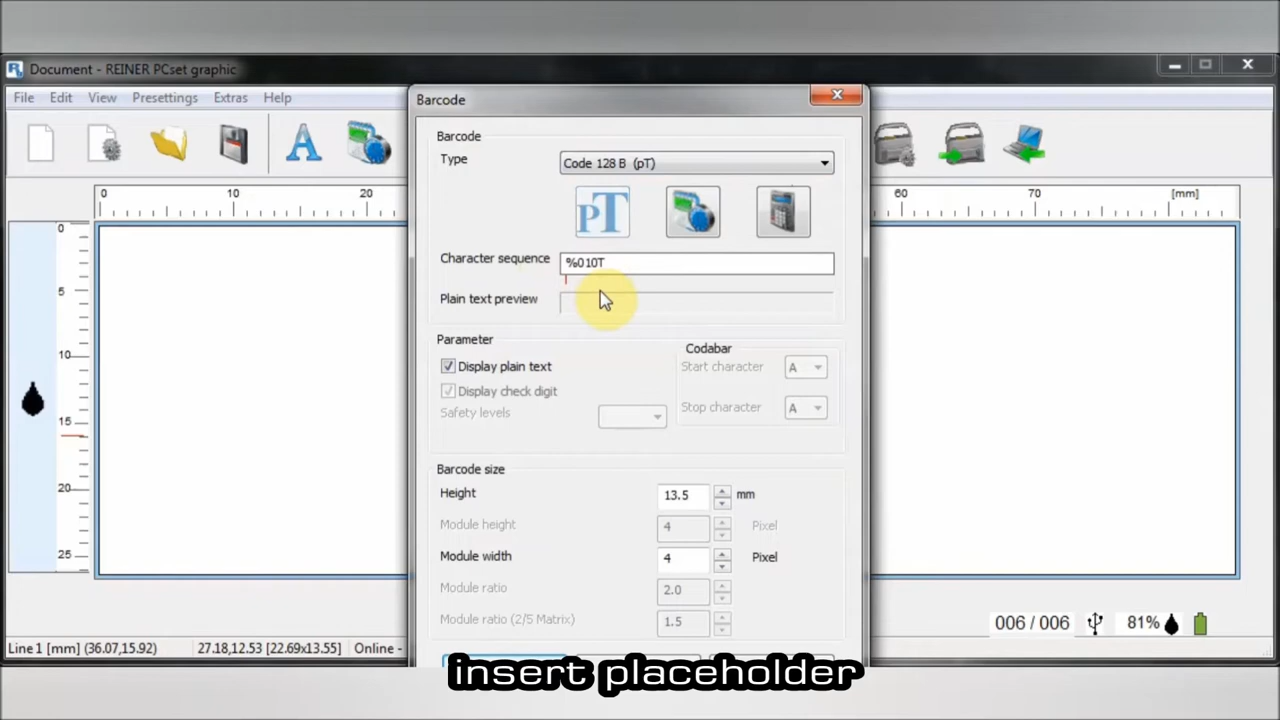 Document - REINER PCset graphic
File Edit View Presettings Extras Help
Barcode
0 10 20 60 70 [mm]
0
5
10
15
20
25
Barcode
Type Code 128 B (pT)
pT
Character sequence %010T
Plain text preview
Parameter
Display plain text
Display check digit
Safety levels
Codabar
Start character A
Stop character A
Barcode size
Height 13.5 mm
Module height 4 Pixel
Module width 4 Pixel
Module ratio 2.0
Module ratio (2/5 Matrix) 1.5
006 / 006 81%
Line 1 [mm] (36.07,15.92) 27.18,12.53 [22.69x13.55] Online -
insert placeholder